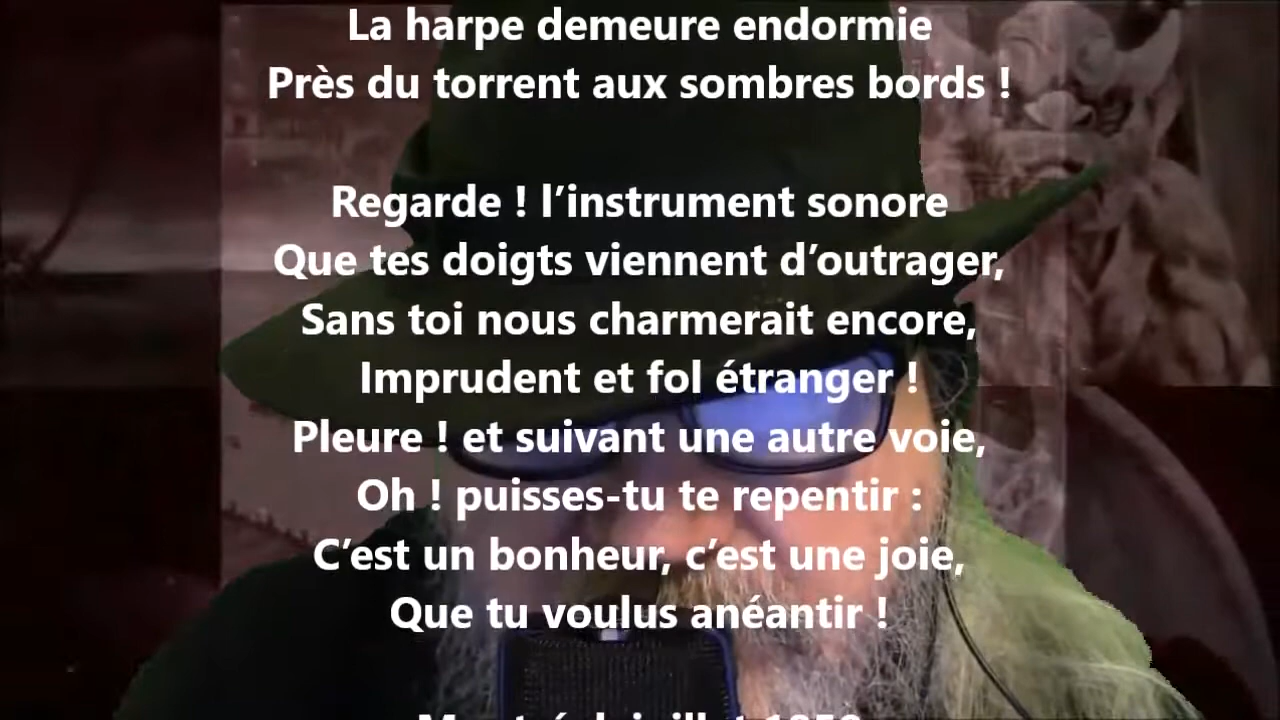 La harpe demeure endormie
Près du torrent aux sombres bords !
Regarde ! l’instrument sonore
Que tes doigts viennent d’outrager,
Sans toi nous charmerait encore,
Imprudent et fol étranger !
Pleure ! et suivant une autre voie,
Oh ! puisses-tu te repentir :
C’est un bonheur, c’est une joie,
Que tu voulus anéantir !